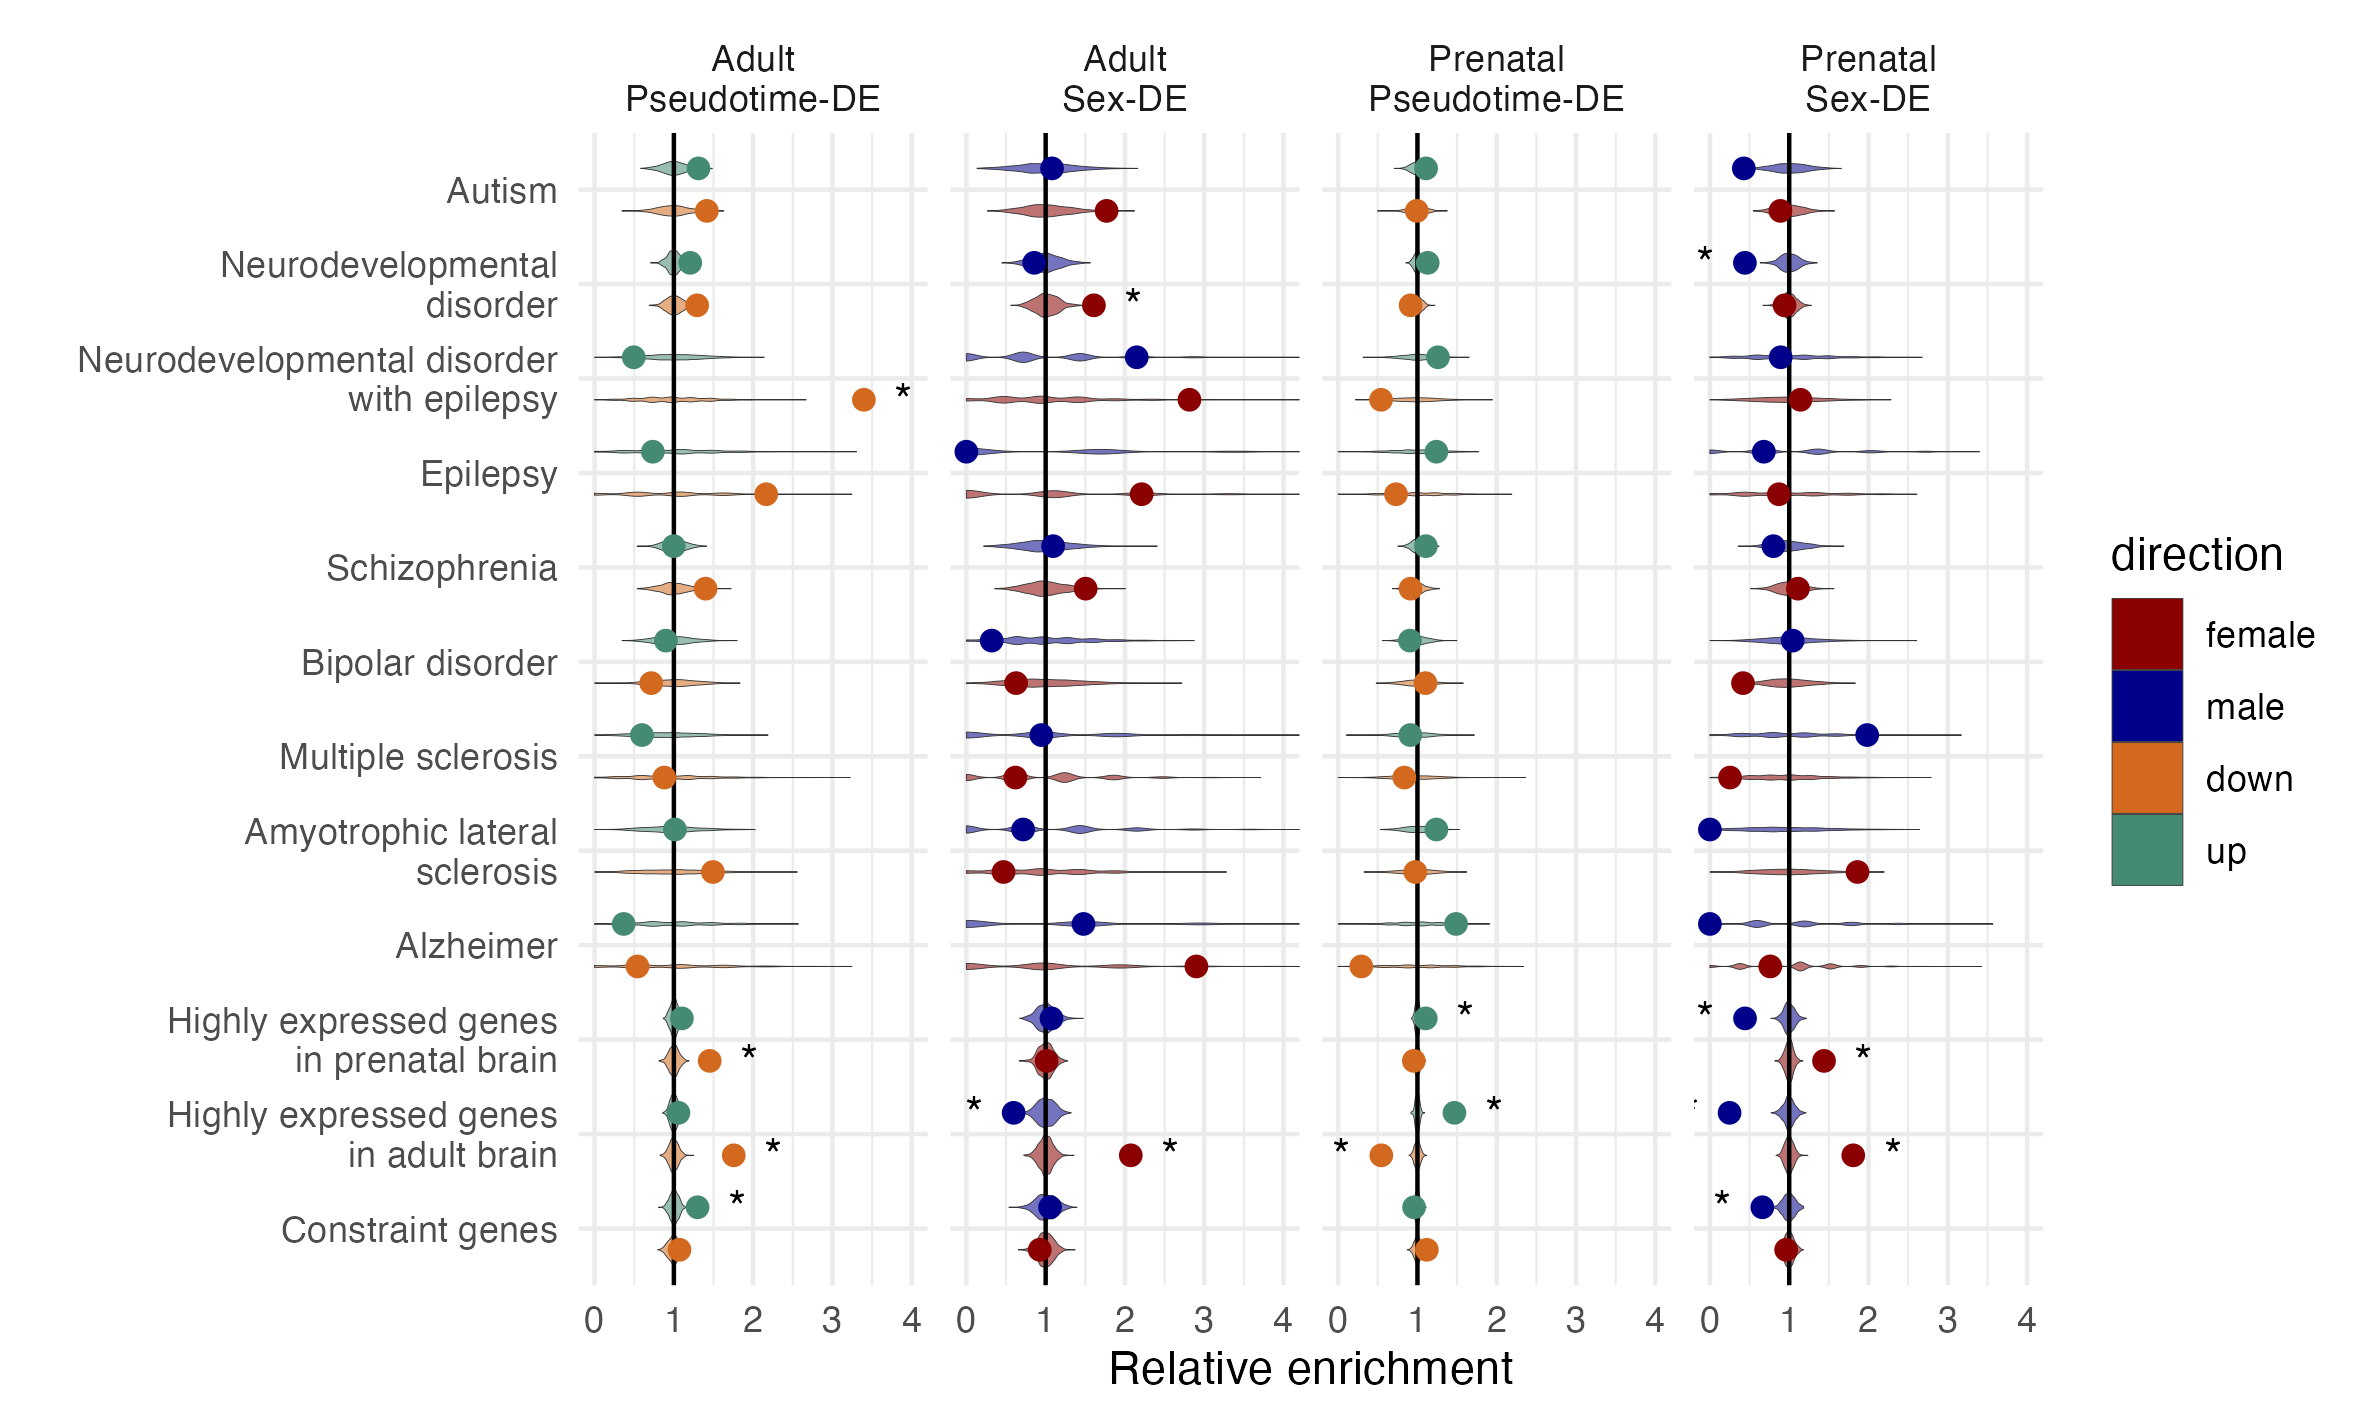 Adult
Pseudotime-DE
Adult
Sex-DE
Prenatal
Pseudotime-DE
Prenatal
Sex-DE
Autism
Neurodevelopmental
disorder
*
*
Neurodevelopmental disorder
with epilepsy
*
Epilepsy
Schizophrenia
Bipolar disorder
Multiple sclerosis
Amyotrophic lateral
sclerosis
Alzheimer
Highly expressed genes
in prenatal brain
*
*
*
*
Highly expressed genes
in adult brain
*
*
*
*
*
*
Constraint genes
*
*
0 1 2 3 4
0 1 2 3 4
0 1 2 3 4
0 1 2 3 4
Relative enrichment
direction
female
male
down
up